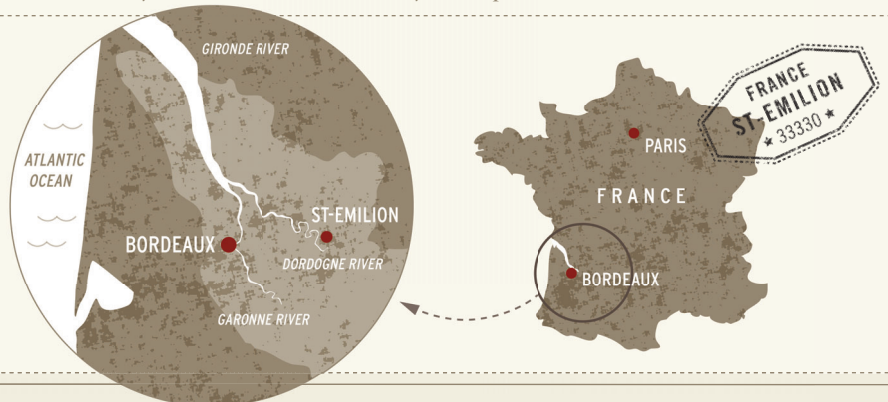 GIRONDE RIVER
ATLANTIC
OCEAN
ST-EMILION
BORDEAUX
DORDOGNE RIVER
GARONNE RIVER
PARIS
FRANCE
BORDEAUX
FRANCE
ST-EMILION
★ 33330 ★